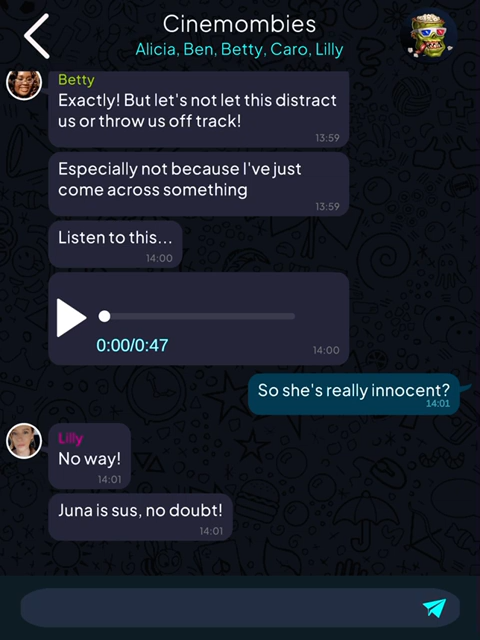 Cinemombies
Alicia, Ben, Betty, Caro, Lilly
Betty
Exactly! But let's not let this distract
us or throw us off track!
13:59
Especially not because I've just
come across something
13:59
Listen to this...
14:00
0:00/0:47
14:00
So she's really innocent?
14:01
Lilly
No way!
14:01
Juna is sus, no doubt!
14:01